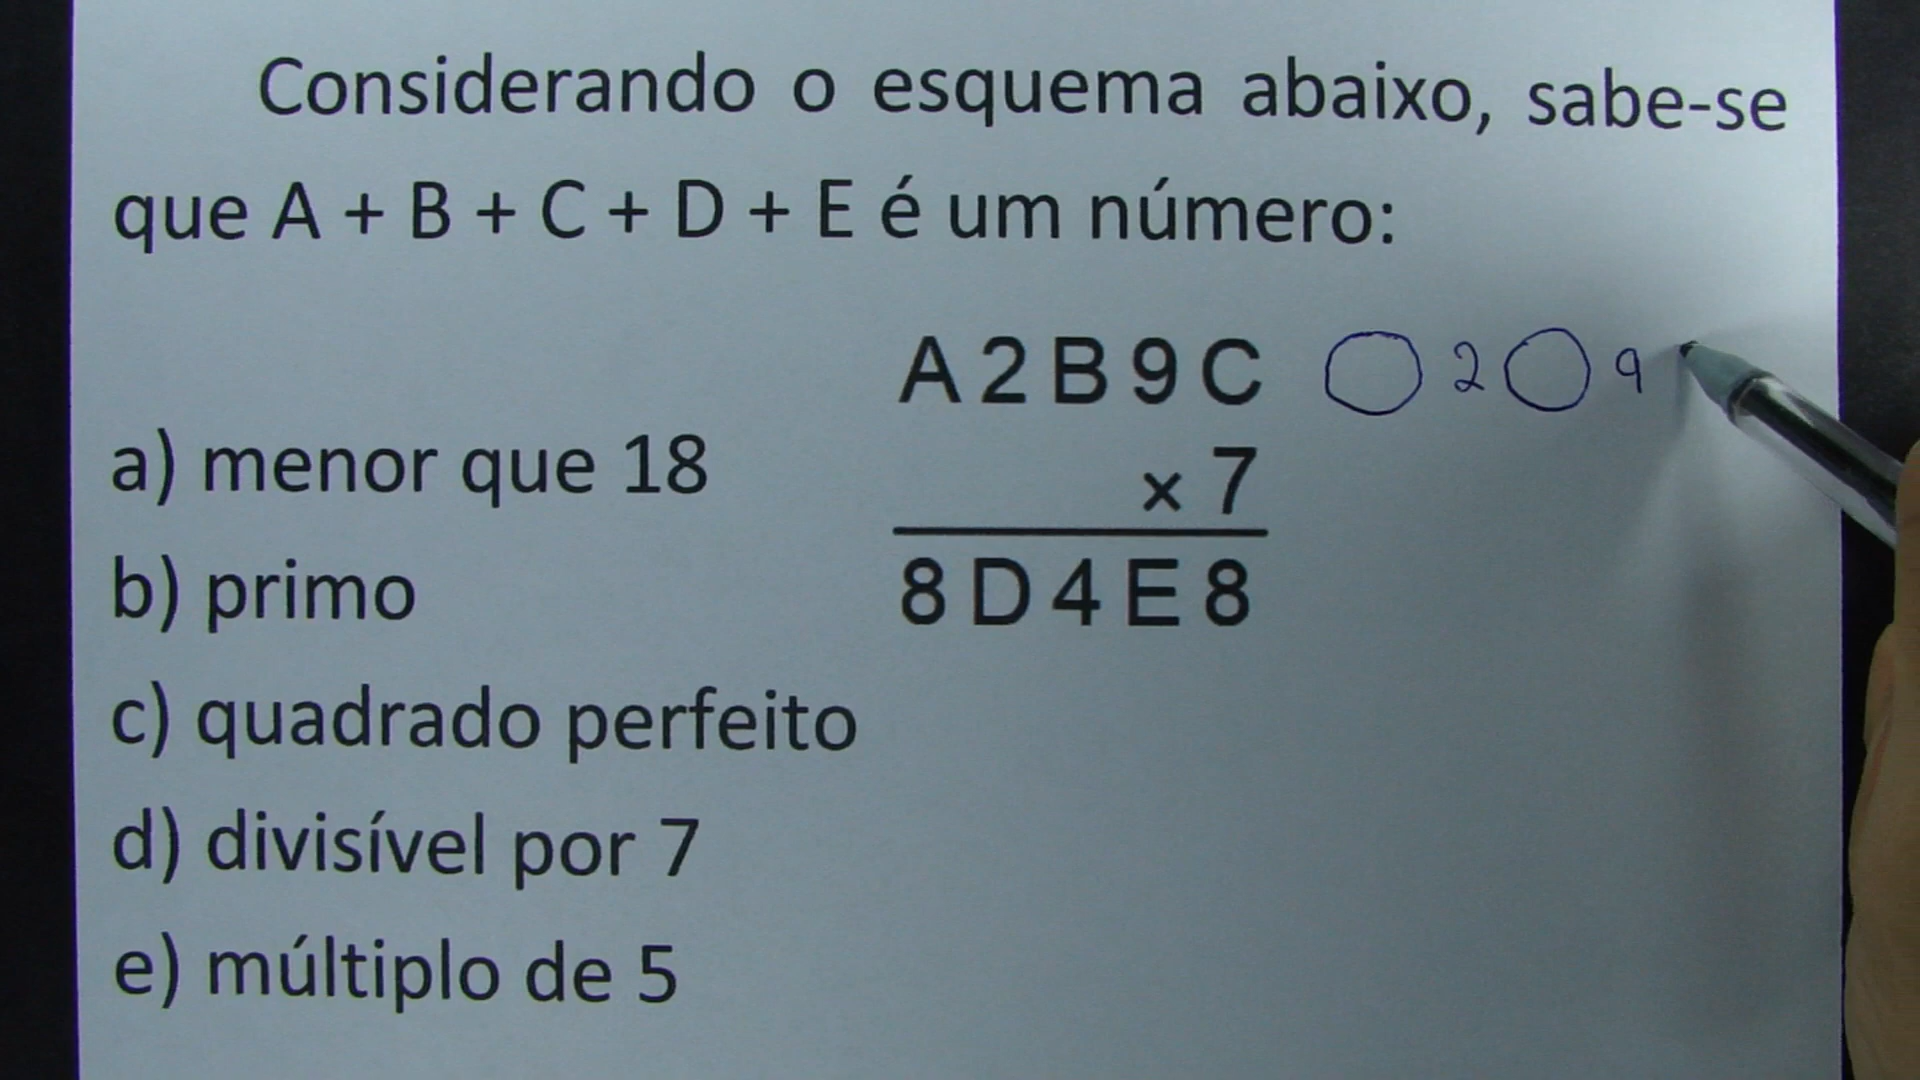 Considerando o esquema abaixo, sabe-se
que A + B + C + D + E é um número:
A 2 B 9 C 2 9
a) menor que 18
× 7
8 D 4 E 8
b) primo
c) quadrado perfeito
d) divisível por 7
e) múltiplo de 5